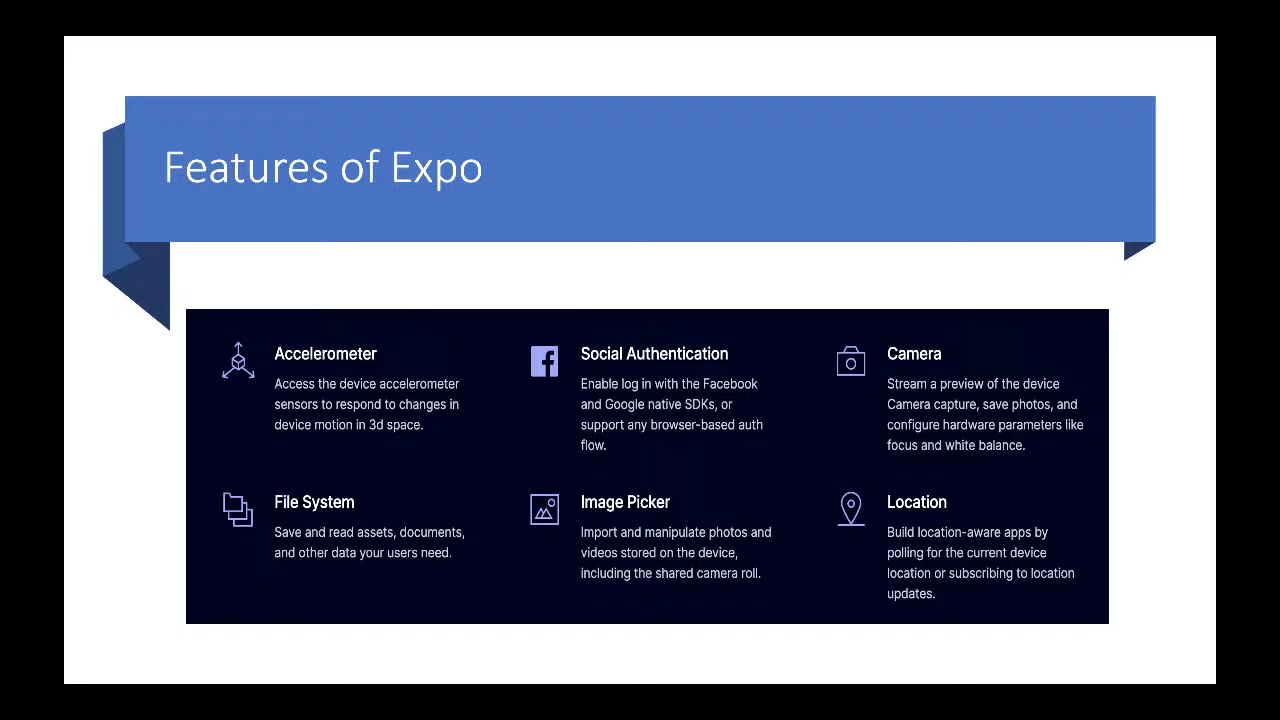 Features of Expo
Accelerometer
Access the device accelerometer
sensors to respond to changes in
device motion in 3d space.
Social Authentication
Enable log in with the Facebook
and Google native SDKs, or
support any browser-based auth
flow.
Camera
Stream a preview of the device
Camera capture, save photos, and
configure hardware parameters like
focus and white balance.
File System
Save and read assets, documents,
and other data your users need.
Image Picker
Import and manipulate photos and
videos stored on the device,
including the shared camera roll.
Location
Build location-aware apps by
polling for the current device
location or subscribing to location
updates.